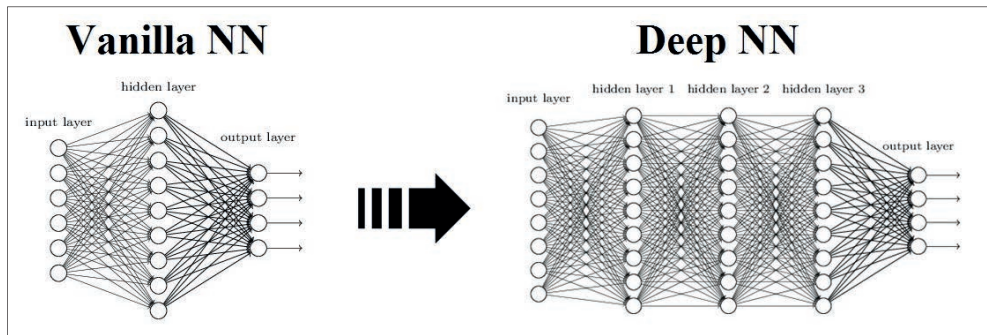 Vanilla NN
hidden layer
input layer
output layer
Deep NN
input layer
hidden layer 1
hidden layer 2
hidden layer 3
output layer